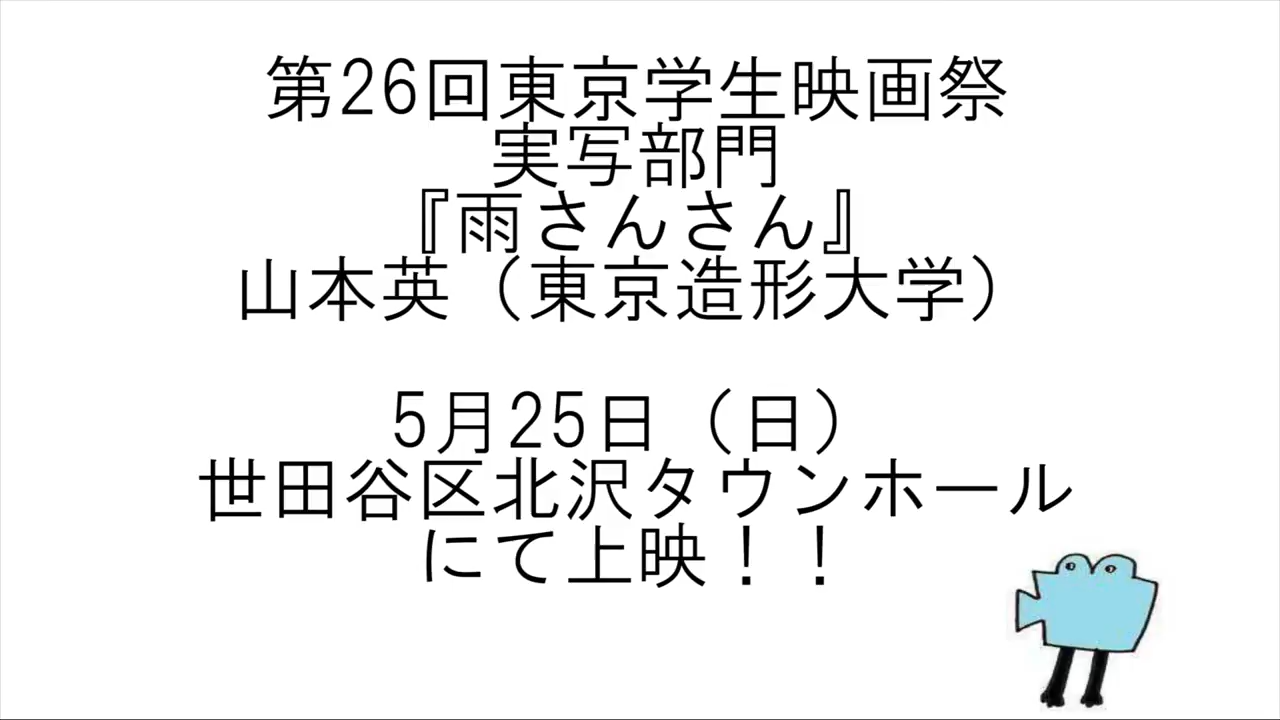 第26回東京学生映画祭
実写部門
『雨さんさん』
山本英（東京造形大学）
5月25日（日）
世田谷区北沢タウンホール
にて上映！！